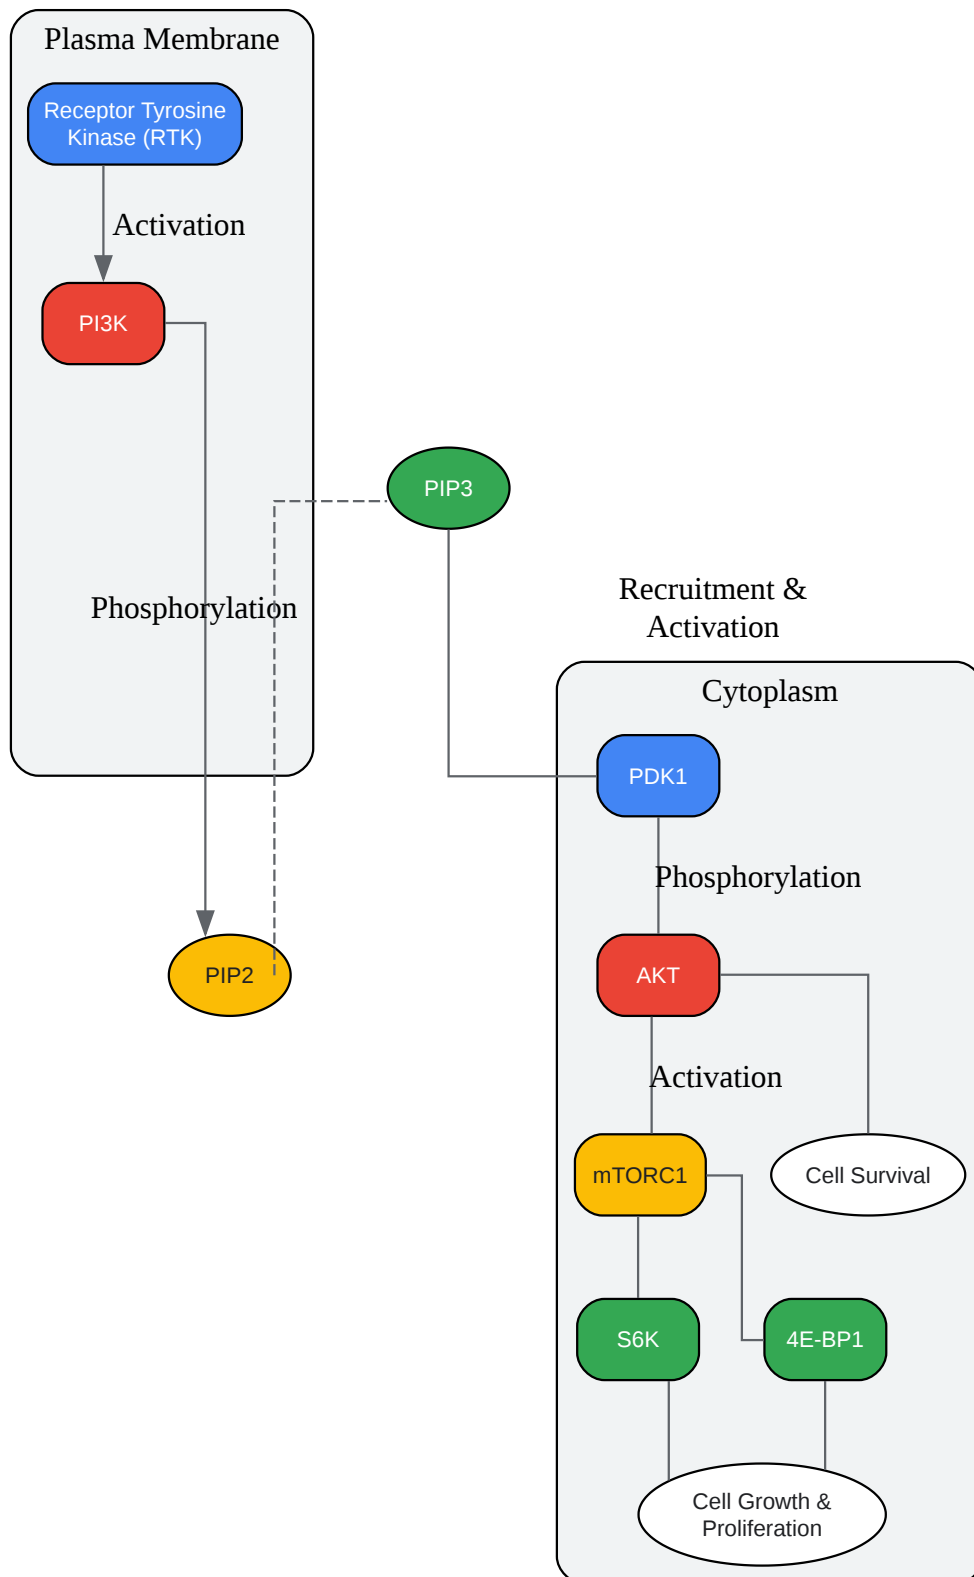 Plasma Membrane
Receptor Tyrosine
Kinase (RTK)
Activation
PI3K
PIP3
Phosphorylation
Recruitment &
Activation
Cytoplasm
PDK1
Phosphorylation
PIP2
AKT
Activation
mTORC1
Cell Survival
S6K
4E-BP1
Cell Growth &
Proliferation